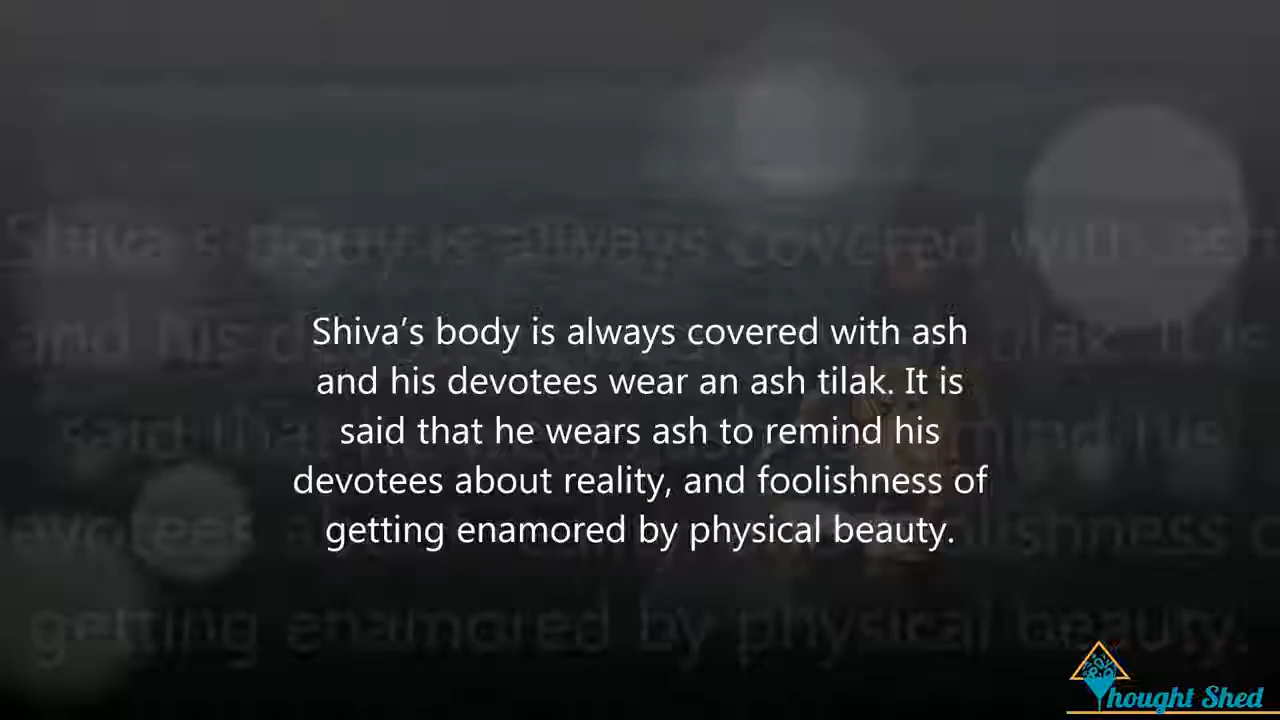 Shiva's body is always covered with ash
and his devotees wear an ash tilak. It is
said that he wears ash to remind his
devotees about reality, and foolishness of
getting enamored by physical beauty.
Thought Shed